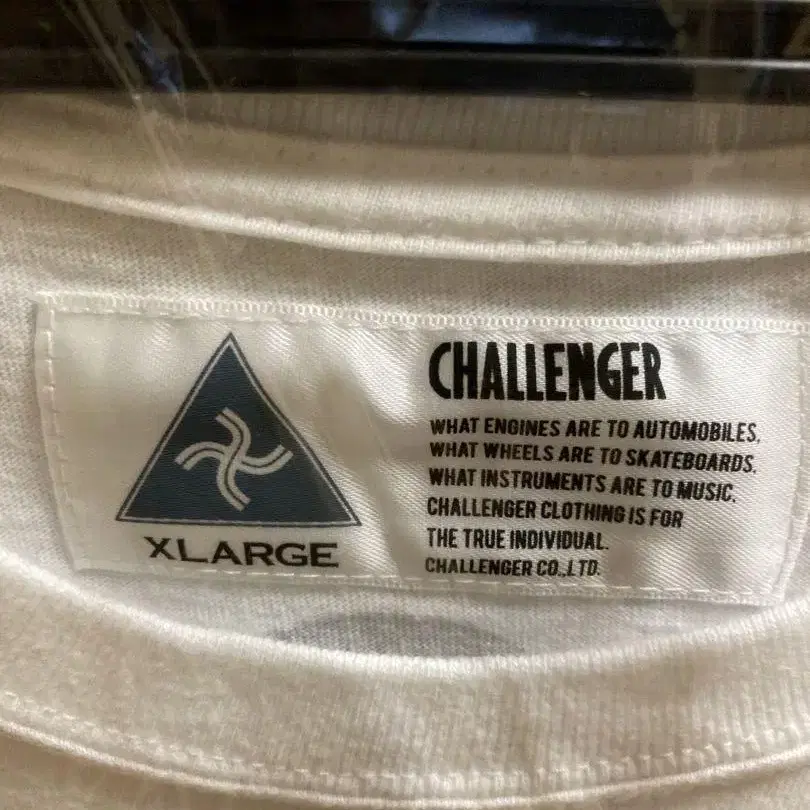 XLARGE
CHALLENGER
WHAT ENGINES ARE TO AUTOMOBILES,
WHAT WHEELS ARE TO SKATEBOARDS,
WHAT INSTRUMENTS ARE TO MUSIC,
CHALLENGER CLOTHING IS FOR
THE TRUE INDIVIDUAL.
CHALLENGER CO.,LTD.